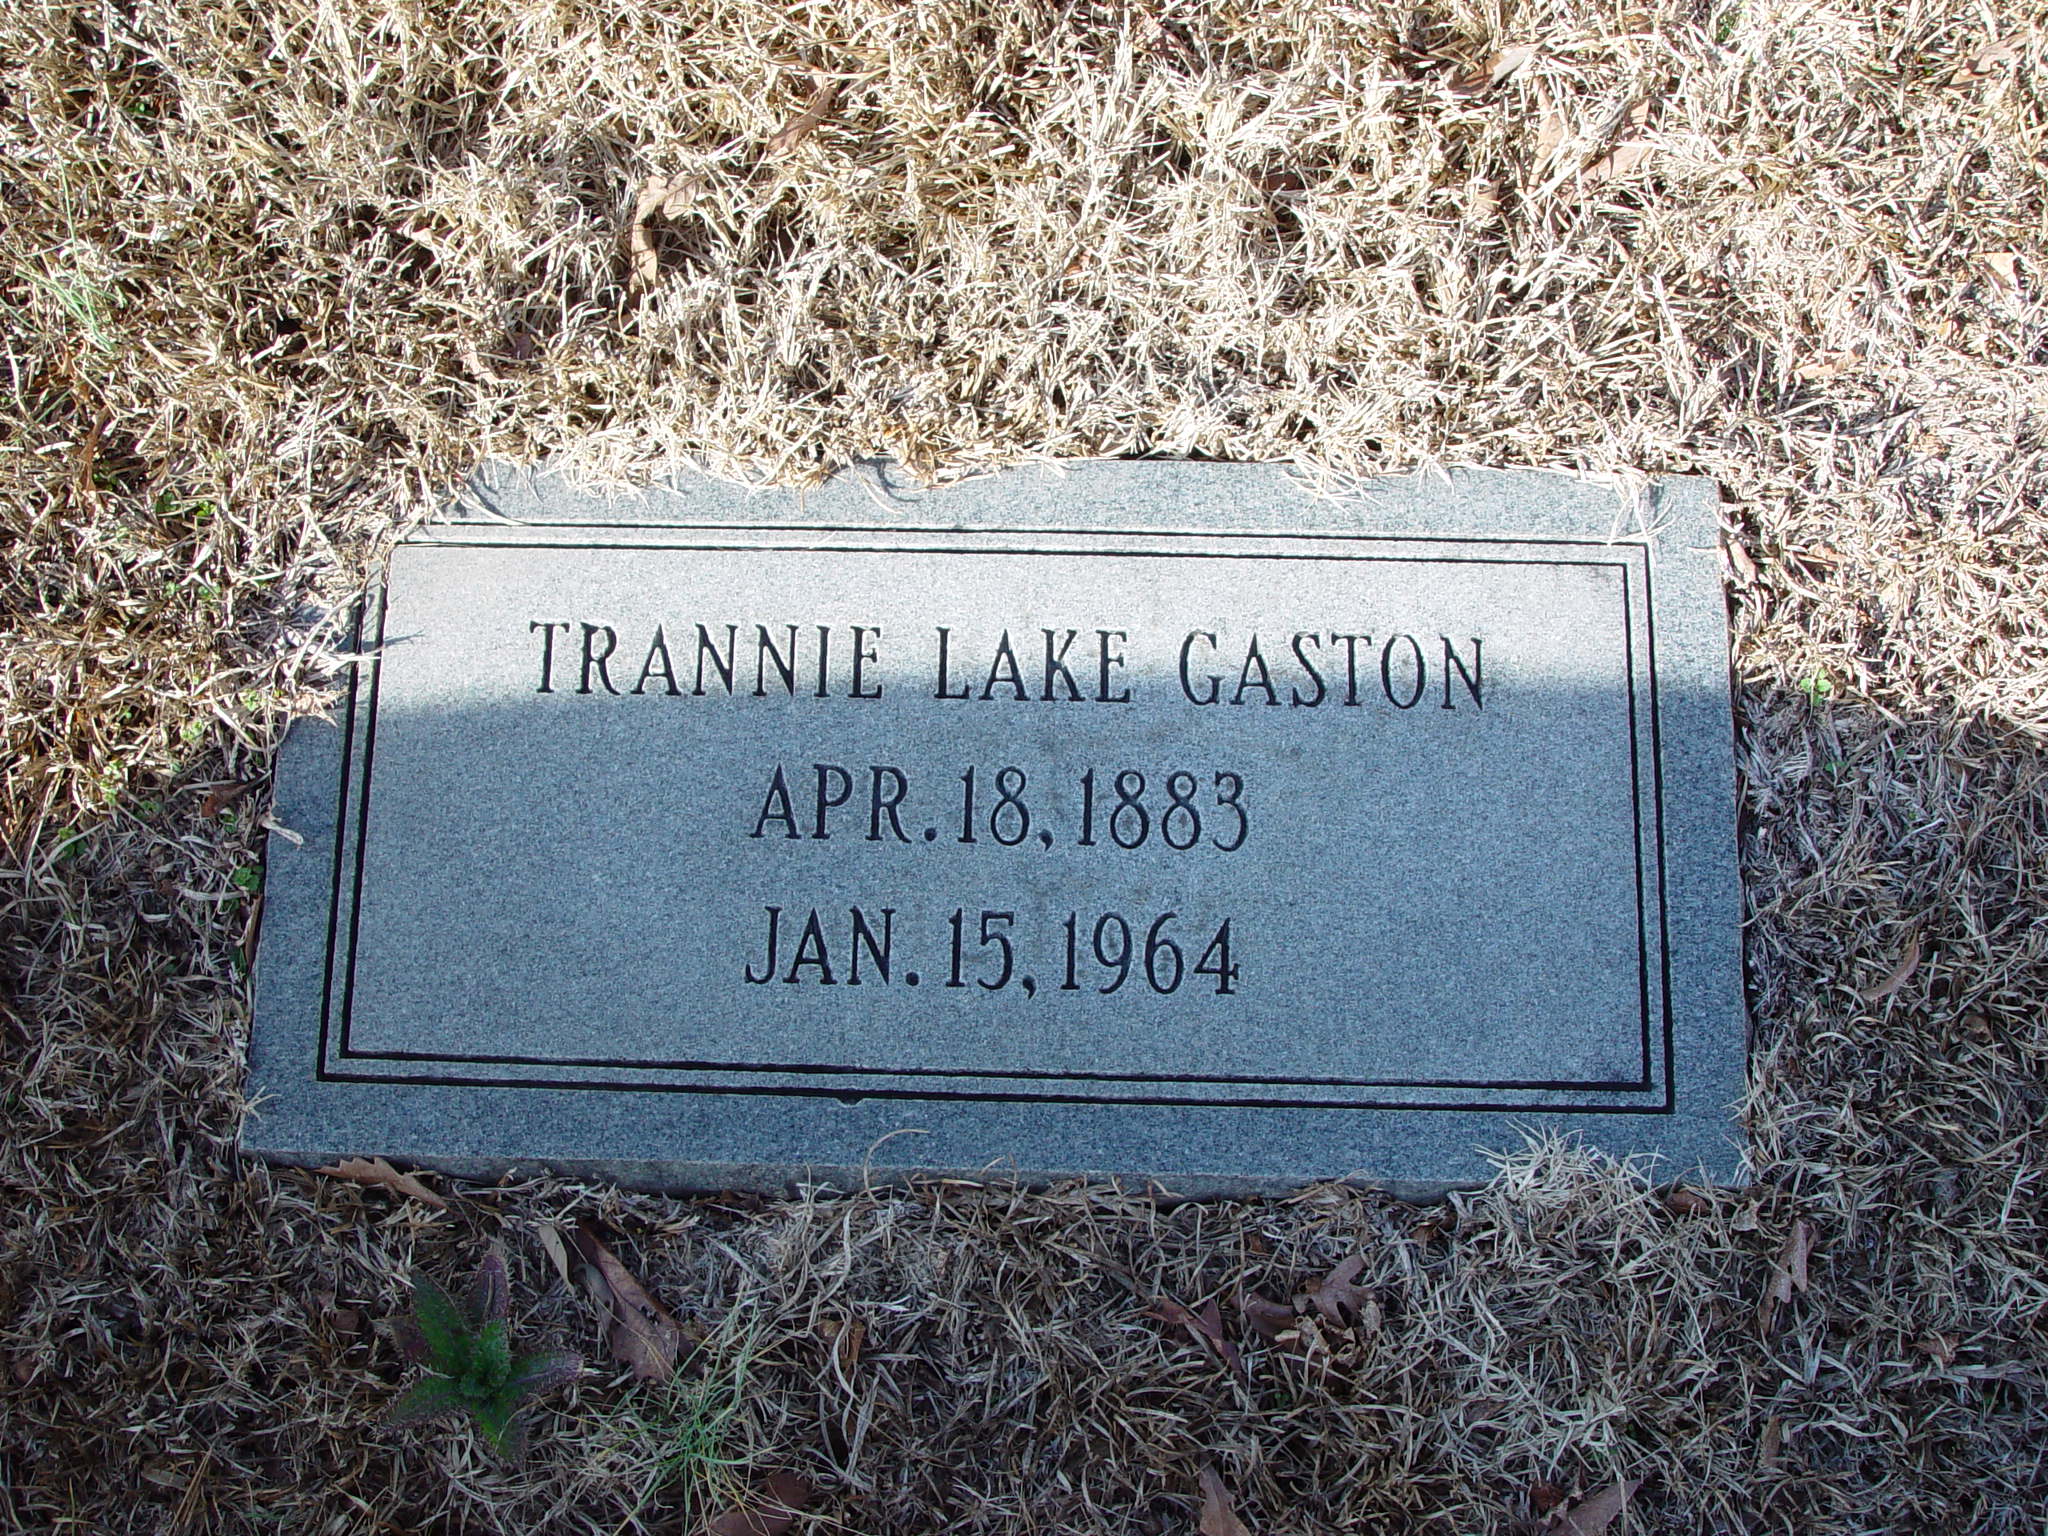 TRANNIE LAKE GASTON
APR. 18, 1883
JAN. 15, 1964